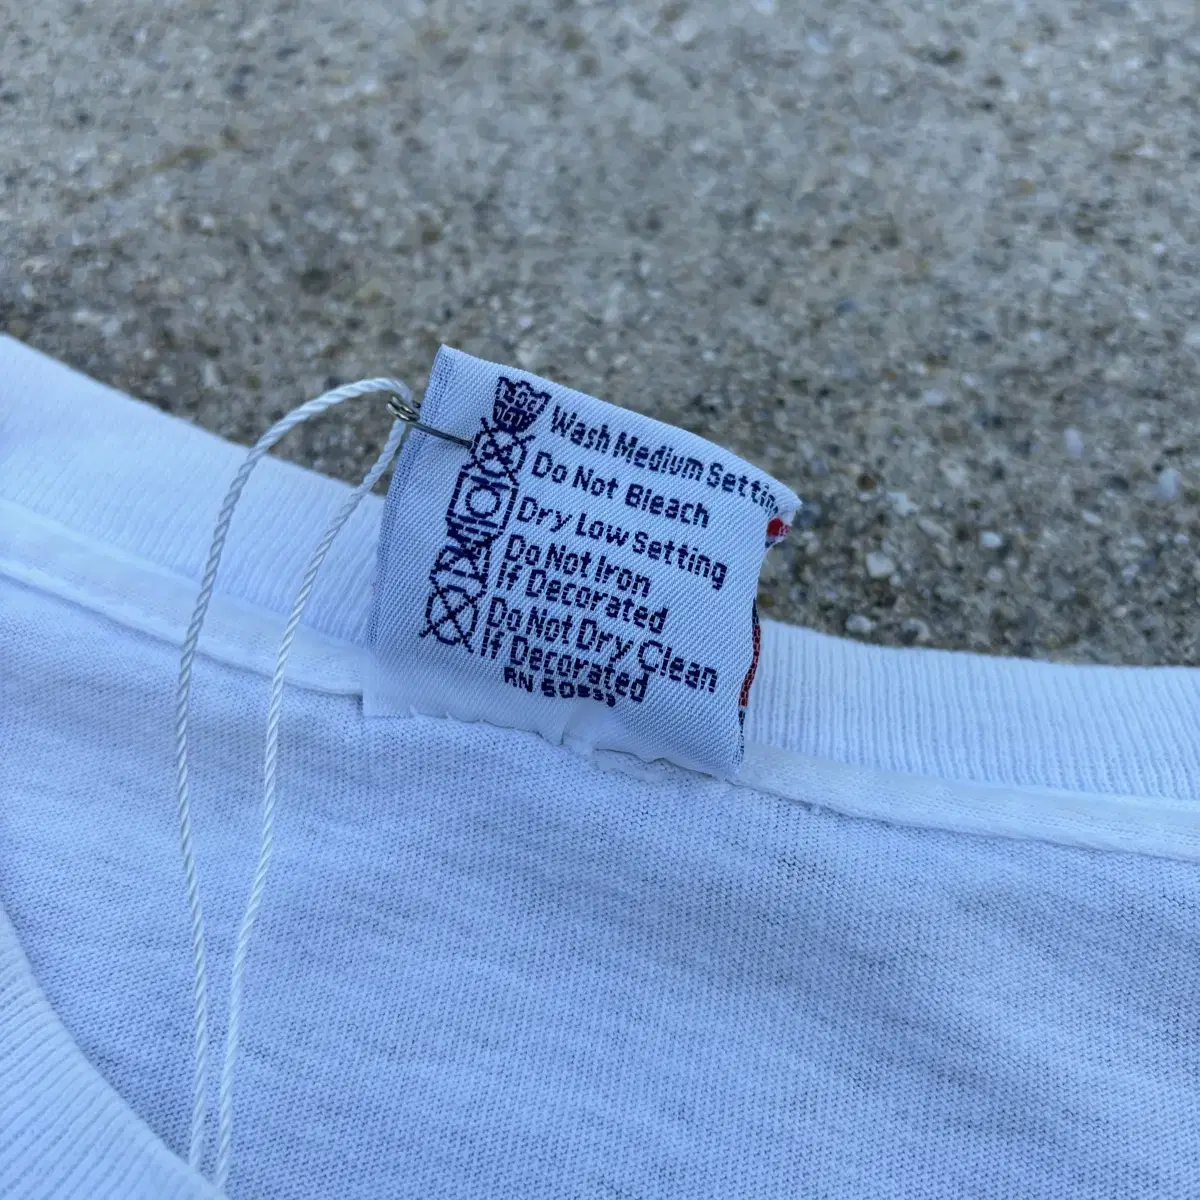 Wash Medium Setting
Do Not Bleach
Dry Low Setting
Do Not Iron
If Decorated
Do Not Dry Clean
If Decorated
RN